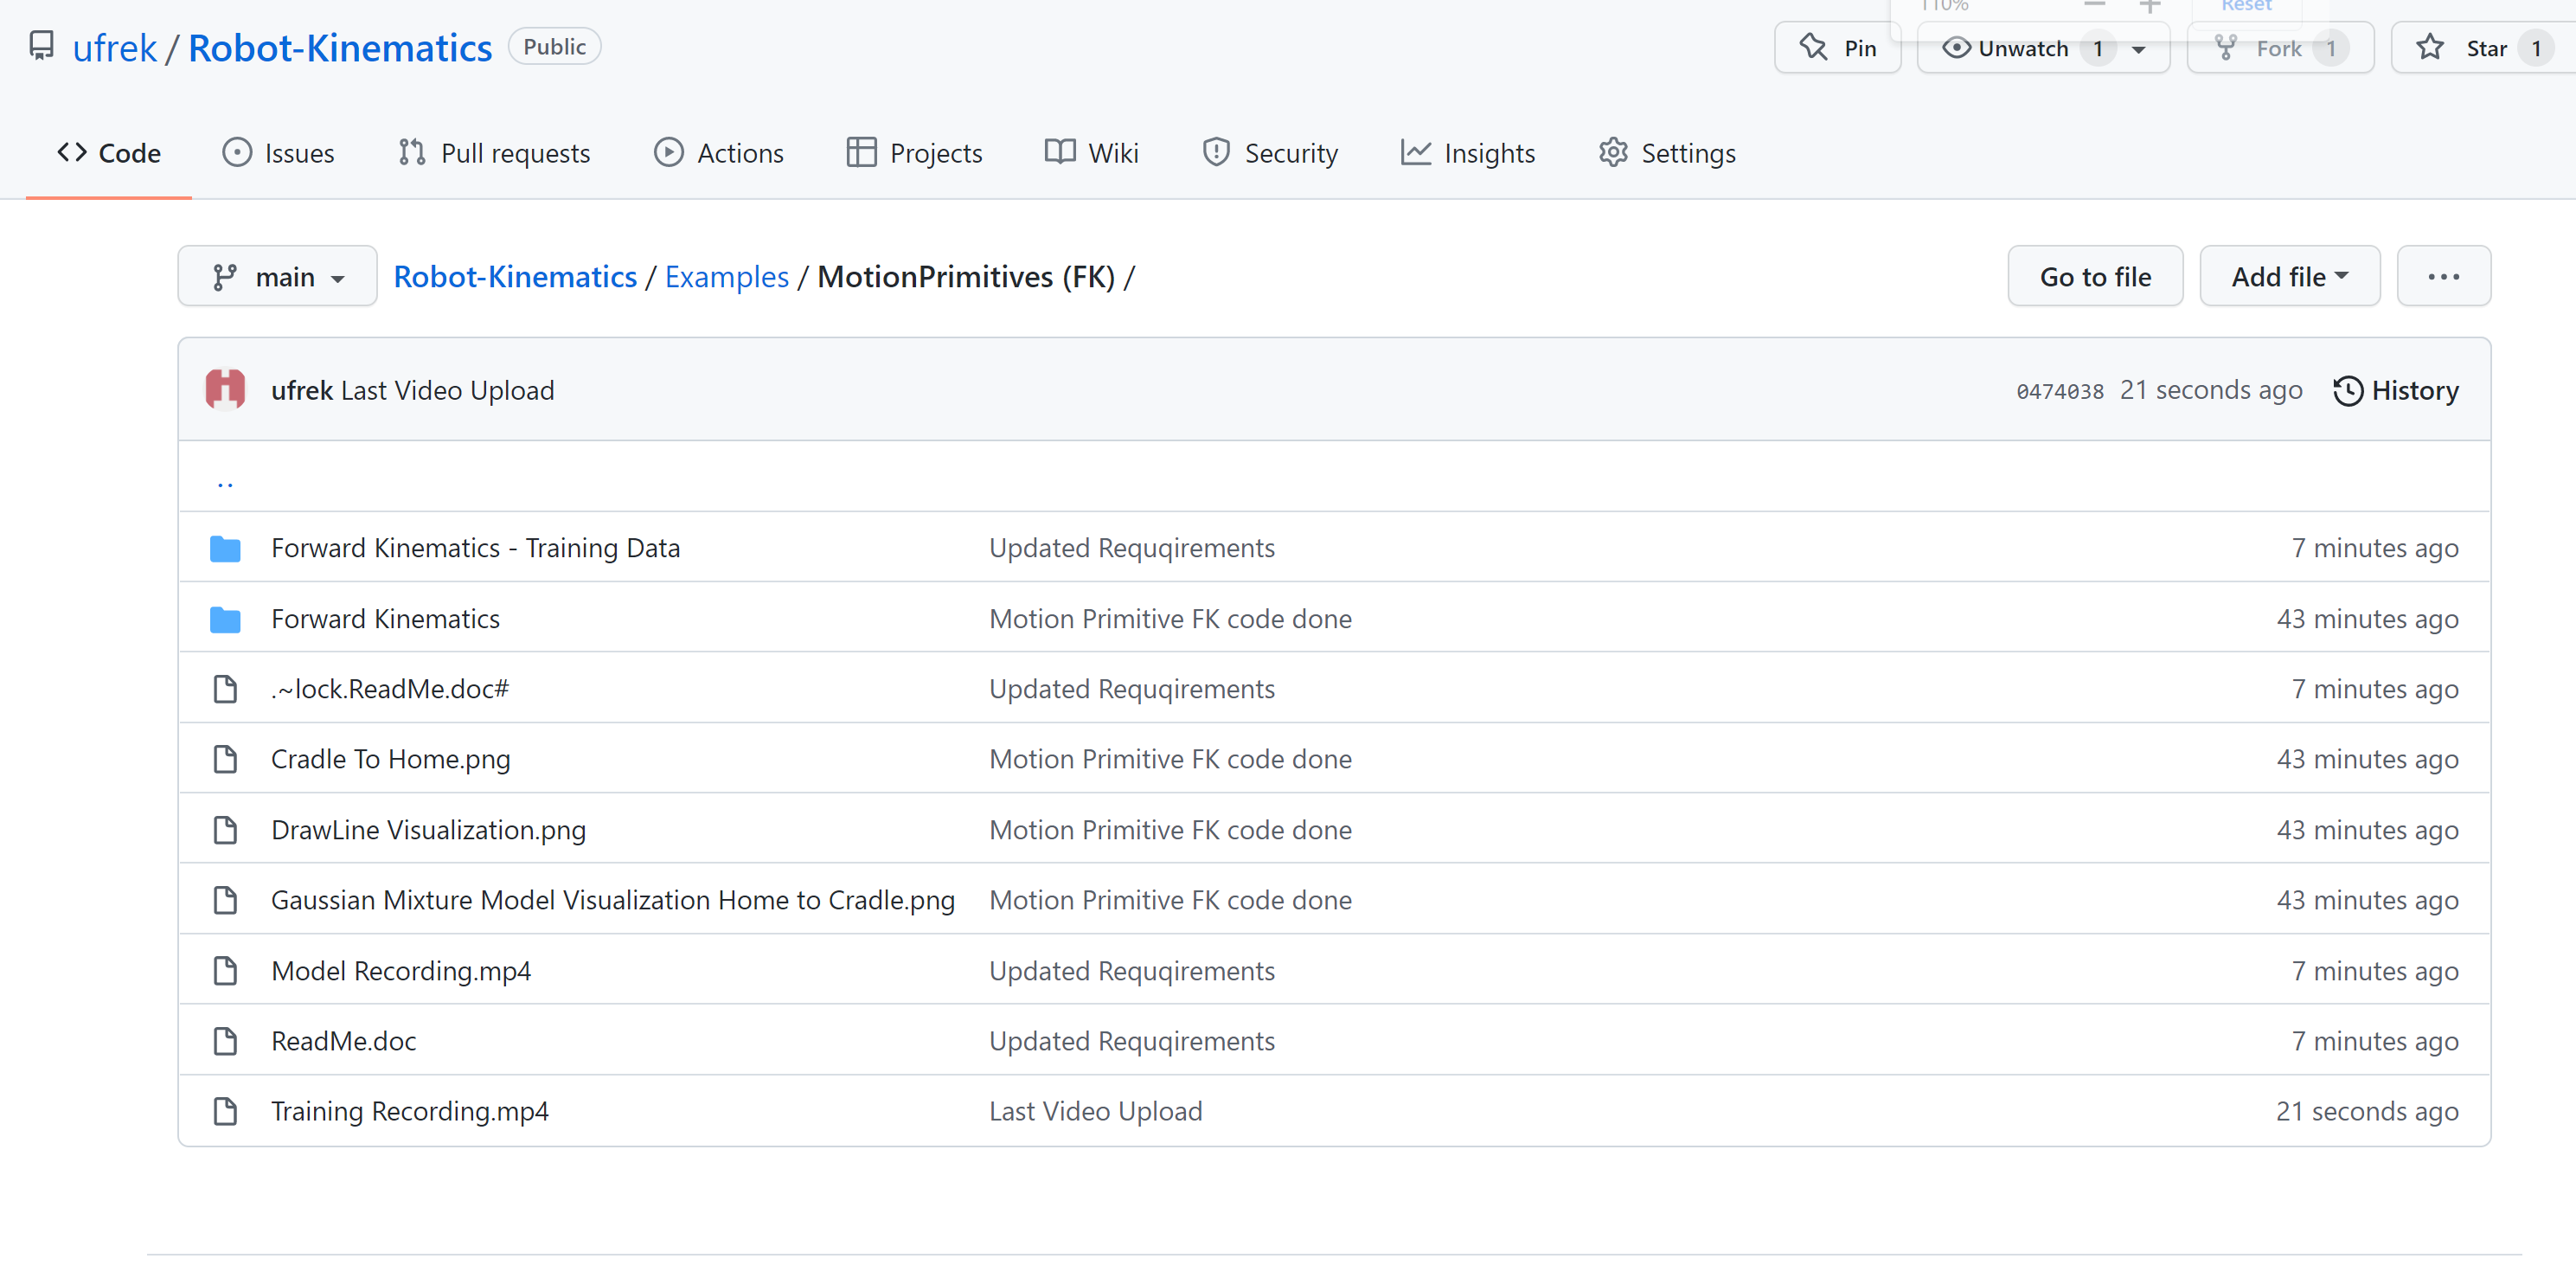 110% Reset
ufrek / Robot-Kinematics Public Pin Unwatch 1 Fork 1 Star 1
Code Issues Pull requests Actions Projects Wiki Security Insights Settings
main Robot-Kinematics / Examples / MotionPrimitives (FK) / Go to file Add file ...
ufrek Last Video Upload 0474038 21 seconds ago History
..
Forward Kinematics - Training Data Updated Requqirements 7 minutes ago
Forward Kinematics Motion Primitive FK code done 43 minutes ago
.~lock.ReadMe.doc# Updated Requqirements 7 minutes ago
Cradle To Home.png Motion Primitive FK code done 43 minutes ago
DrawLine Visualization.png Motion Primitive FK code done 43 minutes ago
Gaussian Mixture Model Visualization Home to Cradle.png Motion Primitive FK code done 43 minutes ago
Model Recording.mp4 Updated Requqirements 7 minutes ago
ReadMe.doc Updated Requqirements 7 minutes ago
Training Recording.mp4 Last Video Upload 21 seconds ago